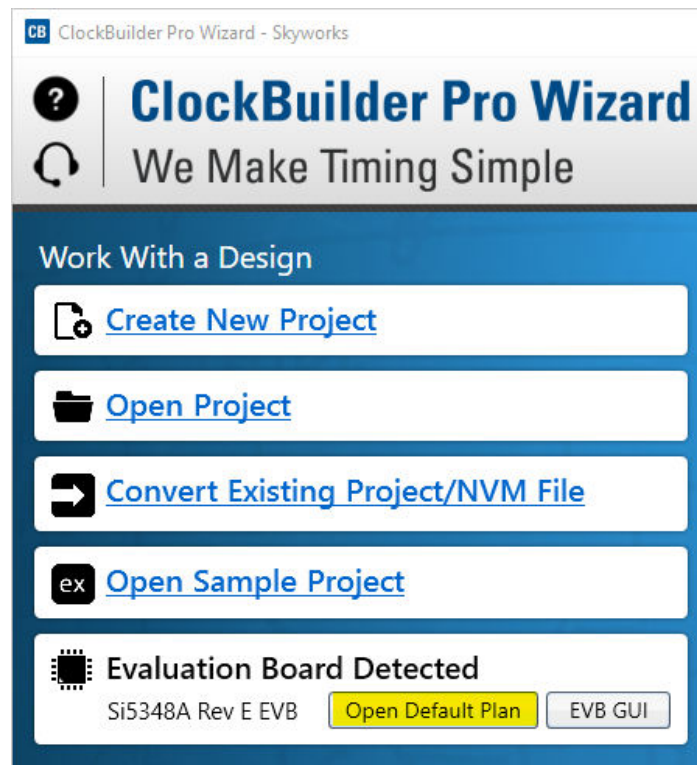 CB ClockBuilder Pro Wizard - Skyworks
? ClockBuilder Pro Wizard
We Make Timing Simple
Work With a Design
Create New Project
Open Project
Convert Existing Project/NVM File
ex Open Sample Project
Evaluation Board Detected
Si5348A Rev E EVB Open Default Plan EVB GUI